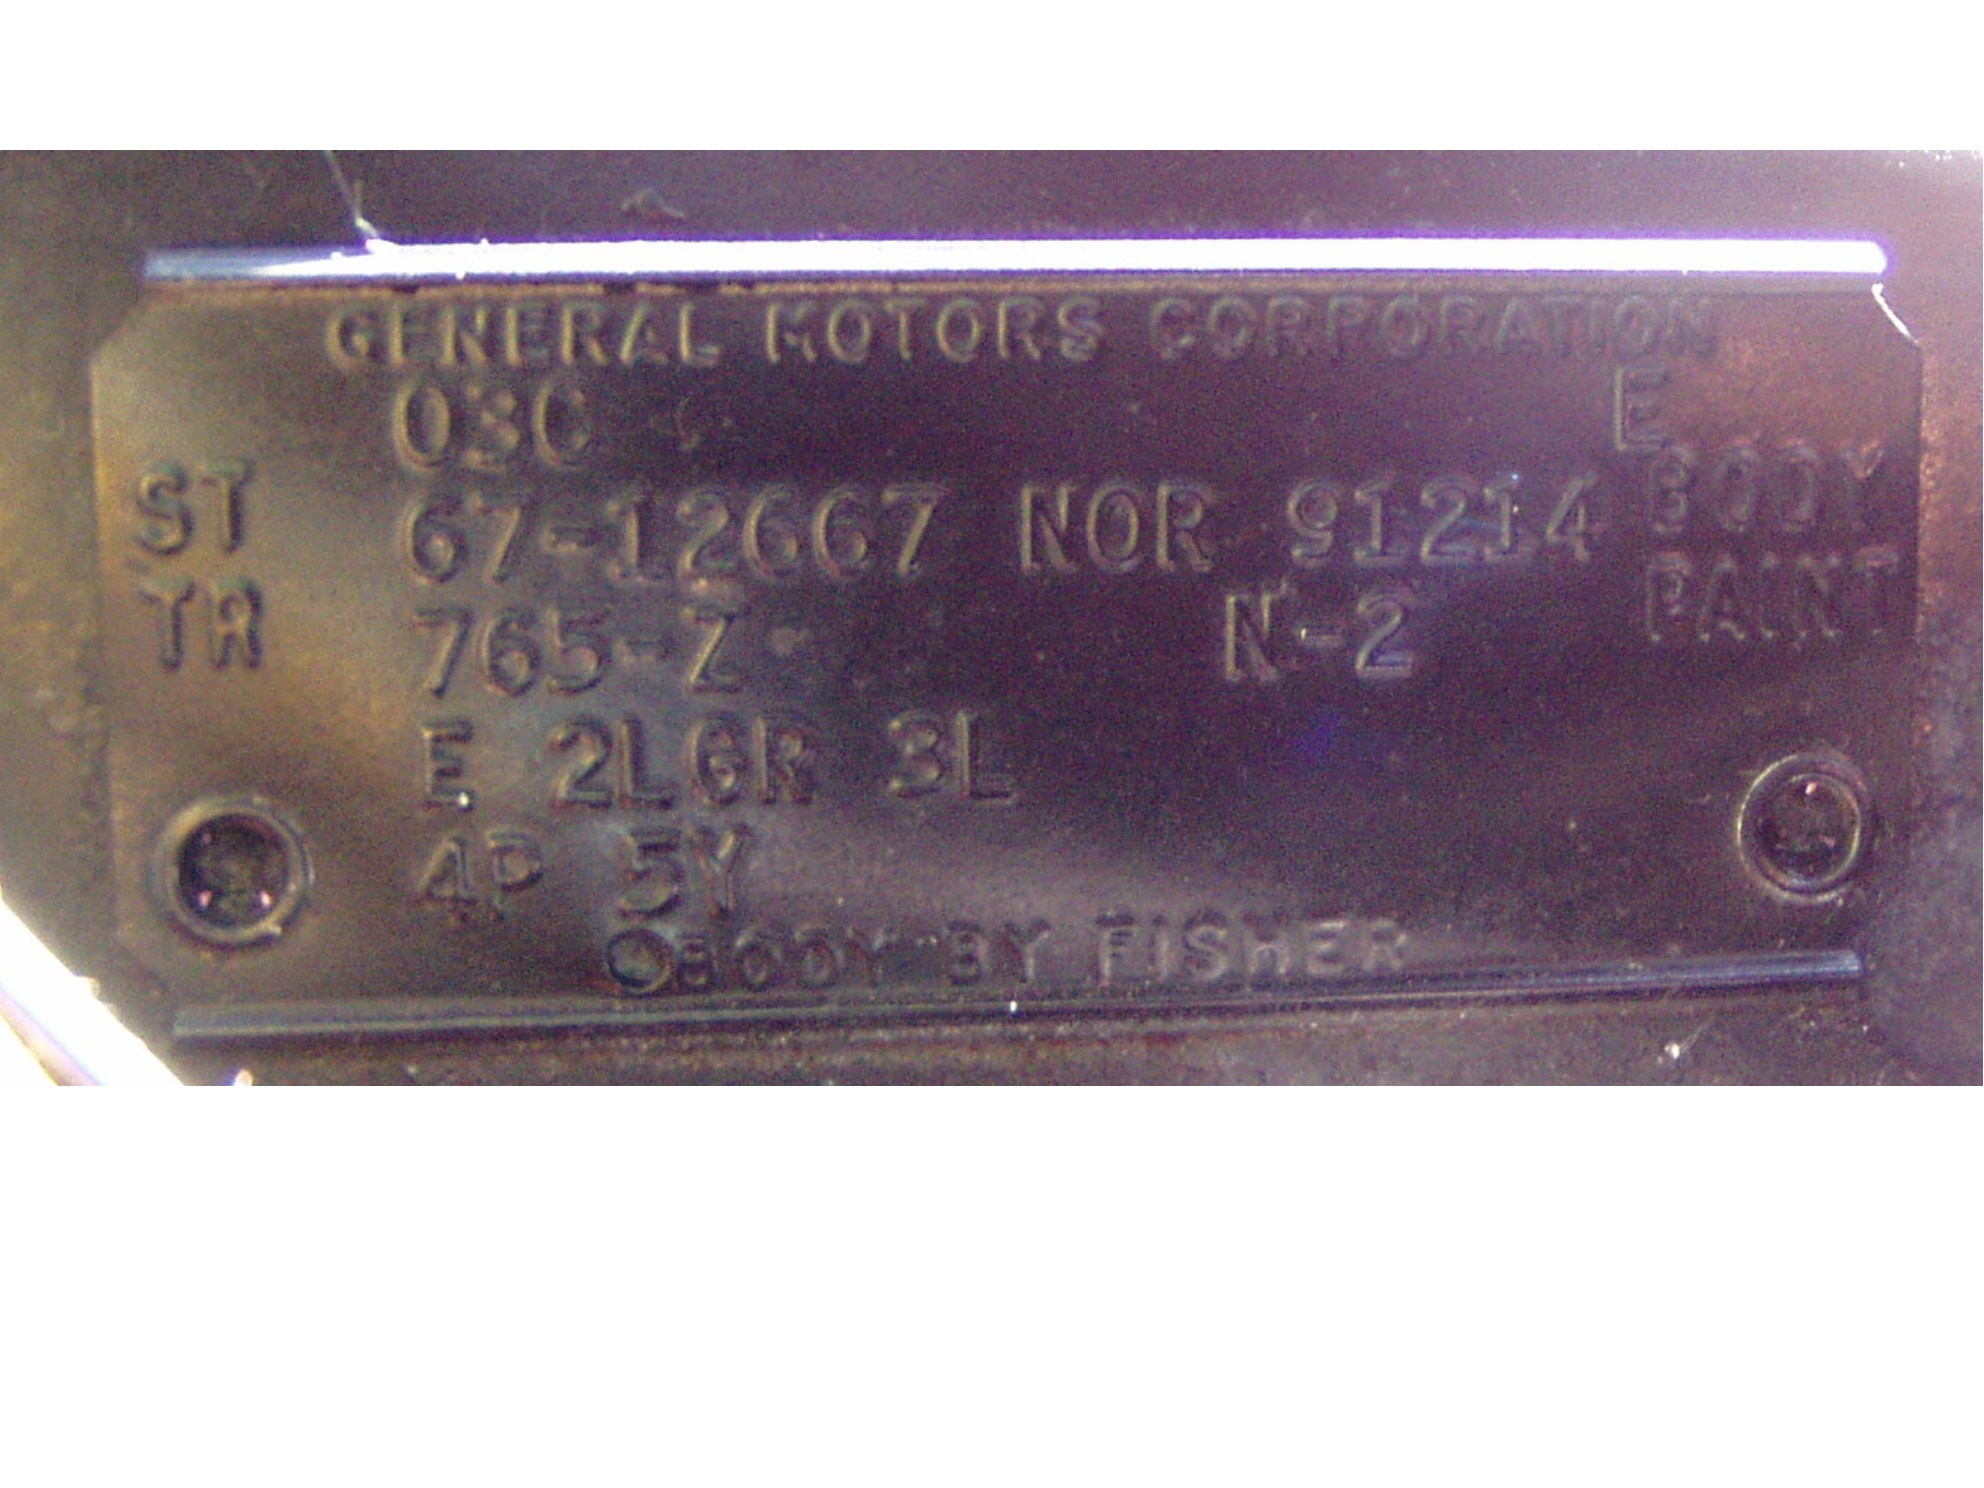 GENERAL MOTORS CORPORATION
03C E
ST 67-12667 NOR 91214 BODY
TR 765-Z N-2 PAINT
E 2LGR 3L
4P 5Y
BODY BY FISHER